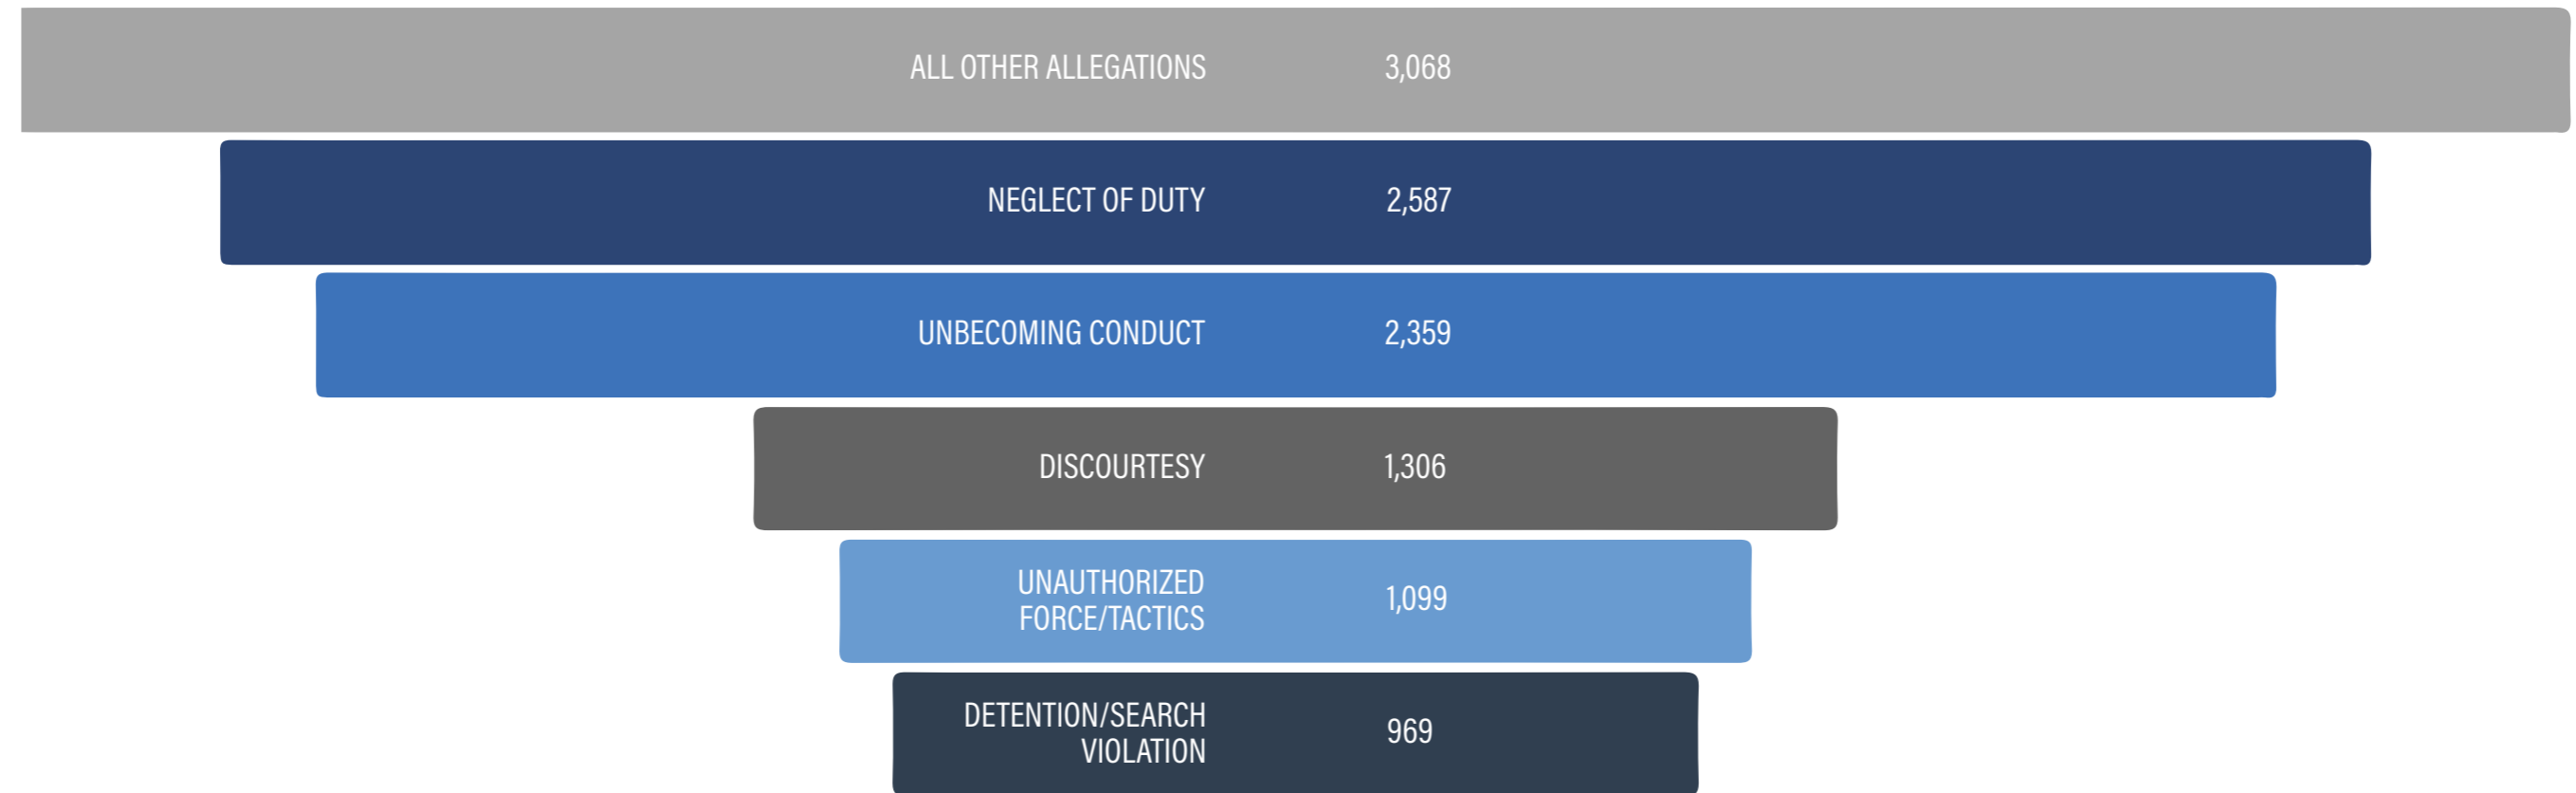 ALL OTHER ALLEGATIONS 3,068
NEGLECT OF DUTY 2,587
UNBECOMING CONDUCT 2,359
DISCOURTESY 1,306
UNAUTHORIZED
FORCE/TACTICS 1,099
DETENTION/SEARCH
VIOLATION 969